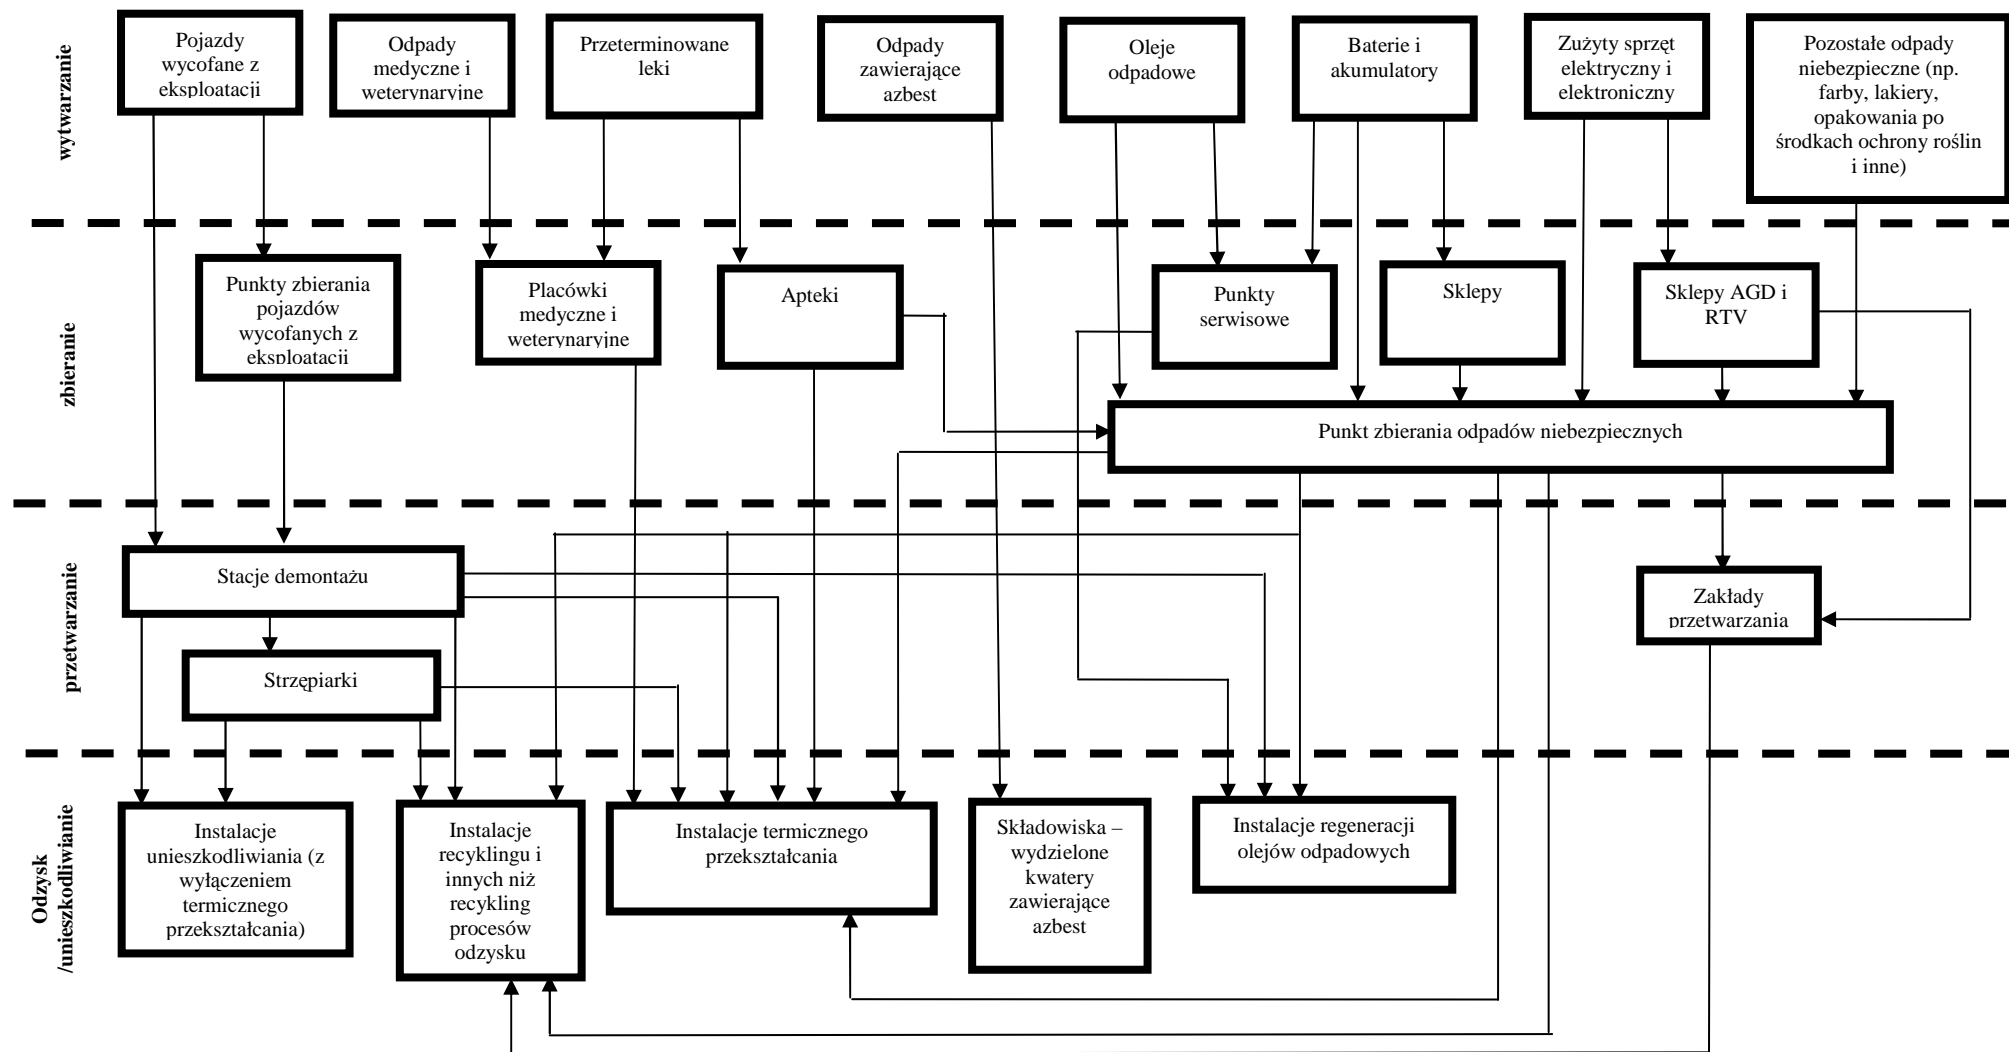 wytwarzanie
Pojazdy
wycofane z
eksploatacji
Odpady
medyczne i
weterynaryjne
Przeterminowane
leki
Odpady
zawierające
azbest
Oleje
odpadowe
Baterie i
akumulatory
Zużyty sprzęt
elektryczny i
elektroniczny
Pozostałe odpady
niebezpieczne (np.
farby, lakiery,
opakowania po
środkach ochrony roślin
i inne)
zbieranie
Punkty zbierania
pojazdów
wycofanych z
eksploatacji
Placówki
medyczne i
weterynaryjne
Apteki
Punkty
serwisowe
Sklepy
Sklepy AGD i
RTV
Punkt zbierania odpadów niebezpiecznych
przetwarzanie
Stacje demontażu
Strzępiarki
Zakłady
przetwarzania
Odzysk
/unieszkodliwianie
Instalacje
unieszkodliwiania (z
wyłączeniem
termicznego
przekształcania)
Instalacje
recyklingu i
innych niż
recykling
procesów
odzysku
Instalacje termicznego
przekształcania
Składowiska –
wydzielone
kwatery
zawierające
azbest
Instalacje regeneracji
olejów odpadowych